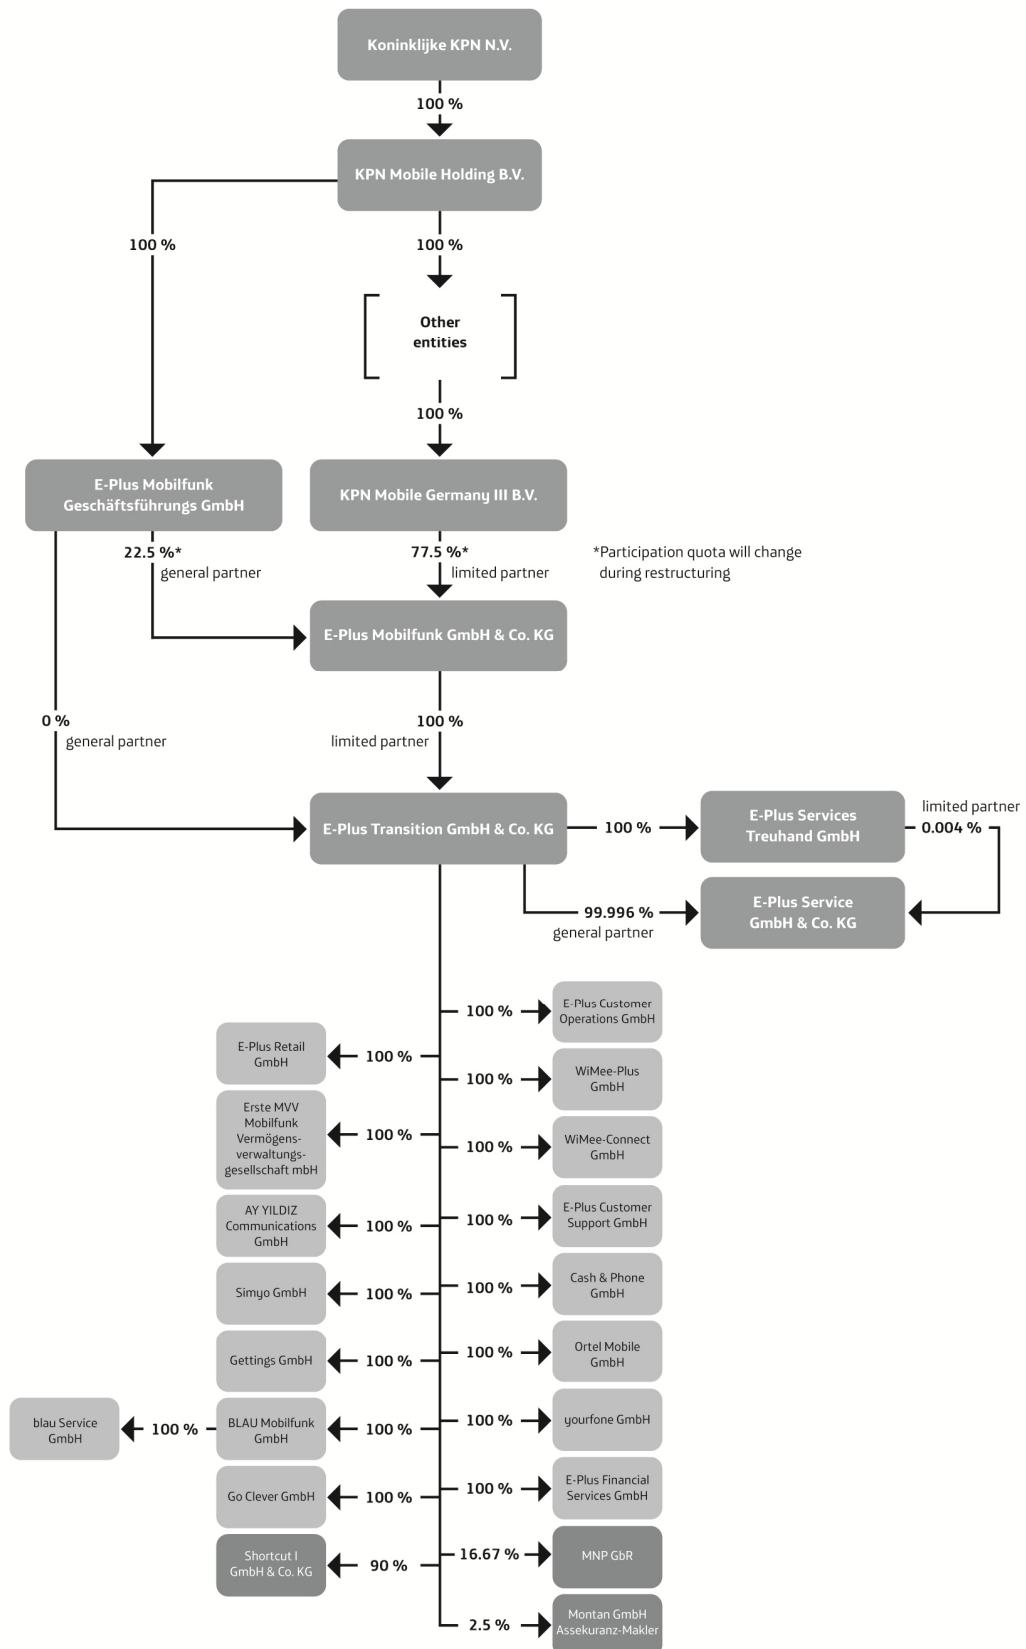 Koninklijke KPN N.V.
100 %
KPN Mobile Holding B.V.
100 %
100 %
Other
entities
100 %
E-Plus Mobilfunk
Geschäftsführungs GmbH
KPN Mobile Germany III B.V.
22.5 %*
general partner
77.5 %*
limited partner
*Participation quota will change
during restructuring
E-Plus Mobilfunk GmbH & Co. KG
0 %
general partner
100 %
limited partner
E-Plus Transition GmbH & Co. KG
100 %
E-Plus Services
Treuhand GmbH
limited partner
0.004 %
99.996 %
general partner
E-Plus Service
GmbH & Co. KG
100 %
E-Plus Customer
Operations GmbH
E-Plus Retail
GmbH
100 %
100 %
WiMee-Plus
GmbH
Erste MVV
Mobilfunk
Vermögens-
verwaltungs-
gesellschaft mbH
100 %
100 %
WiMee-Connect
GmbH
AY YILDIZ
Communications
GmbH
100 %
100 %
E-Plus Customer
Support GmbH
Simyo GmbH
100 %
100 %
Cash & Phone
GmbH
Gettings GmbH
100 %
100 %
Ortel Mobile
GmbH
blau Service
GmbH
100 %
BLAU Mobilfunk
GmbH
100 %
100 %
yourfone GmbH
Go Clever GmbH
100 %
100 %
E-Plus Financial
Services GmbH
Shortcut I
GmbH & Co. KG
90 %
16.67 %
MNP GbR
2.5 %
Montan GmbH
Assekuranz-Makler